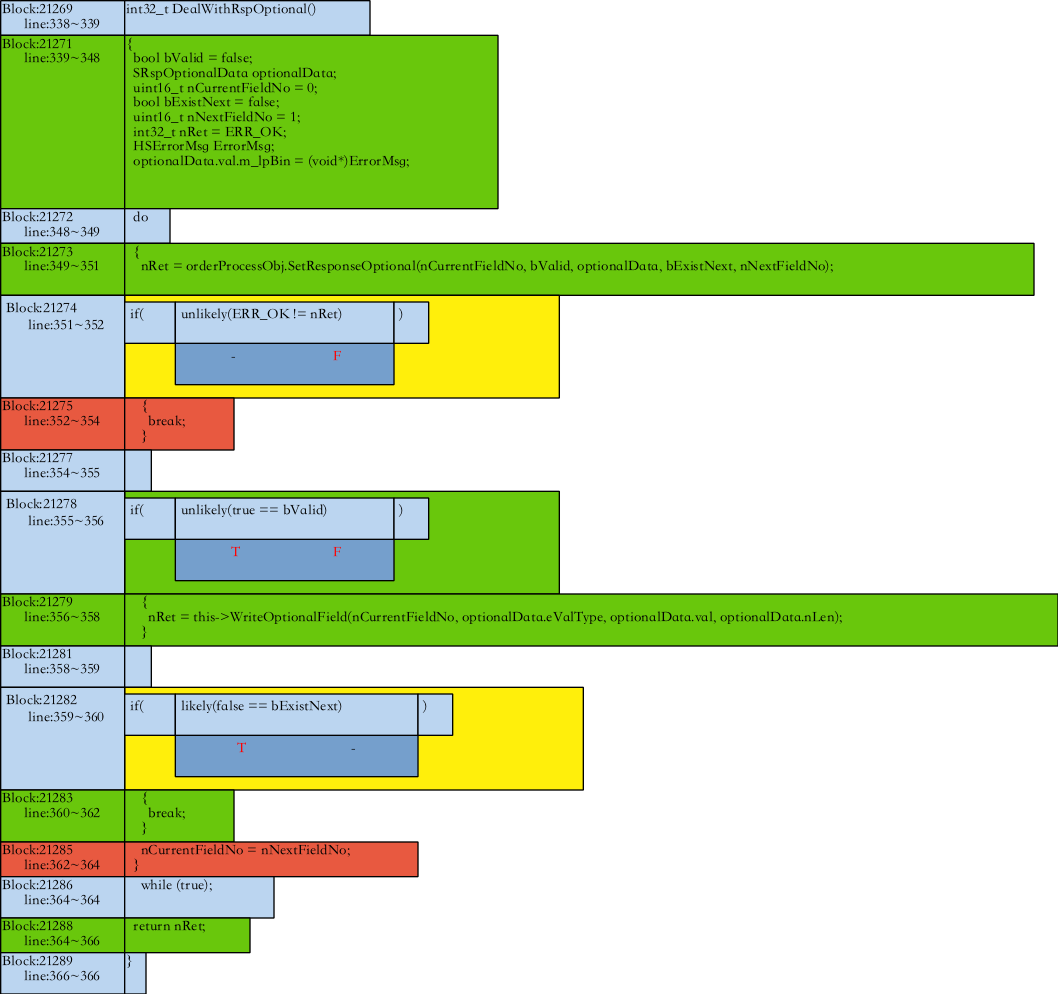 Block:21269 int32_t DealWithRspOptional()
line:338~339
Block:21271 {
line:339~348 bool bValid = false;
SRspOptionalData optionalData;
uint16_t nCurrentFieldNo = 0;
bool bExistNext = false;
uint16_t nNextFieldNo = 1;
int32_t nRet = ERR_OK;
HSErrorMsg ErrorMsg;
optionalData.val.m_lpBin = (void*)ErrorMsg;
Block:21272 do
line:348~349
Block:21273 {
line:349~351 nRet = orderProcessObj.SetResponseOptional(nCurrentFieldNo, bValid, optionalData, bExistNext, nNextFieldNo);
Block:21274 if( unlikely(ERR_OK != nRet) )
line:351~352
- F
Block:21275 {
line:352~354 break;
}
Block:21277
line:354~355
Block:21278 if( unlikely(true == bValid) )
line:355~356
T F
Block:21279 {
line:356~358 nRet = this->WriteOptionalField(nCurrentFieldNo, optionalData.eValType, optionalData.val, optionalData.nLen);
}
Block:21281
line:358~359
Block:21282 if( likely(false == bExistNext) )
line:359~360
T -
Block:21283 {
line:360~362 break;
}
Block:21285 nCurrentFieldNo = nNextFieldNo;
line:362~364 }
Block:21286 while (true);
line:364~364
Block:21288 return nRet;
line:364~366
Block:21289 }
line:366~366